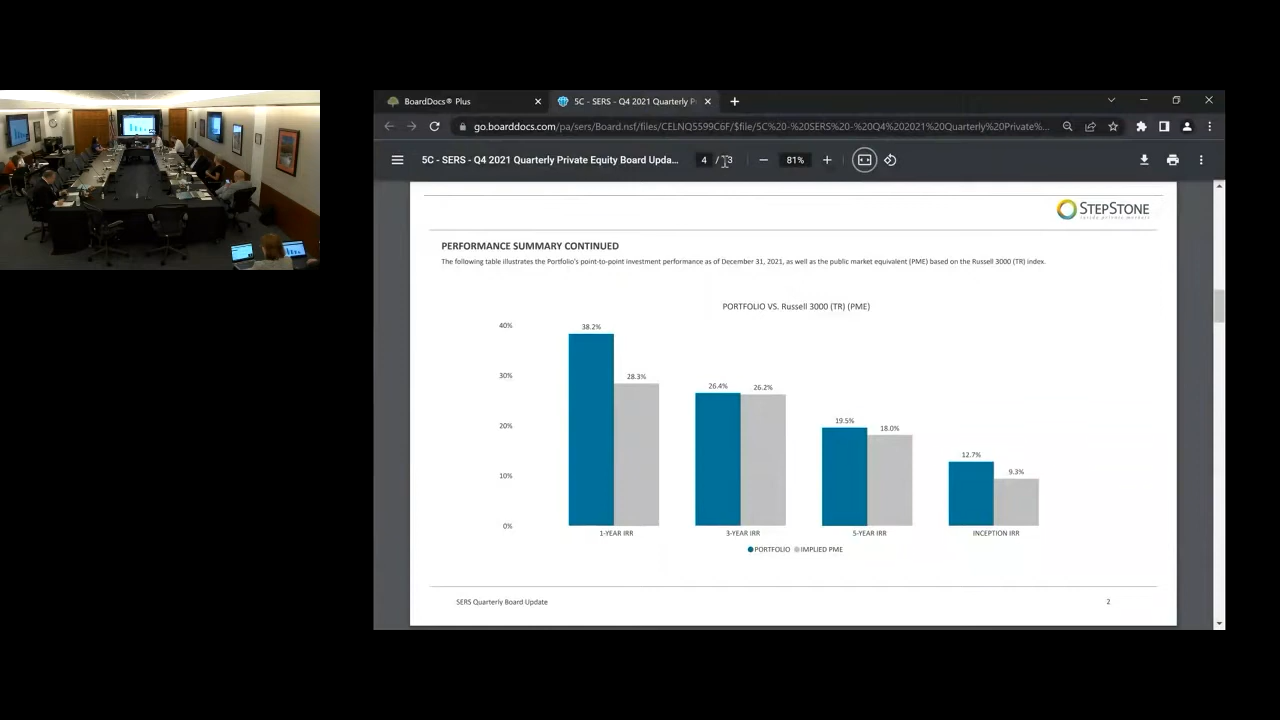 BoardDocs® Plus
5C - SERS - Q4 2021 Quarterly P
go.boarddocs.com/pa/sers/Board.nsf/files/CELNQ5599C6F/$file/5C%20-%20SERS%20-%20Q4%202021%20Quarterly%20Private%...
5C - SERS - Q4 2021 Quarterly Private Equity Board Upda...
4 /
81%
STEPSTONE
PERFORMANCE SUMMARY CONTINUED
The following table illustrates the Portfolio's point-to-point investment performance as of December 31, 2021, as well as the public market equivalent (PME) based on the Russell 3000 (TR) index.
PORTFOLIO VS. Russell 3000 (TR) (PME)
40%
30%
20%
10%
0%
38.2%
28.3%
26.4%
26.2%
19.5%
18.0%
12.7%
9.3%
1-YEAR IRR
3-YEAR IRR
5-YEAR IRR
INCEPTION IRR
PORTFOLIO
IMPLIED PME
SERS Quarterly Board Update
2